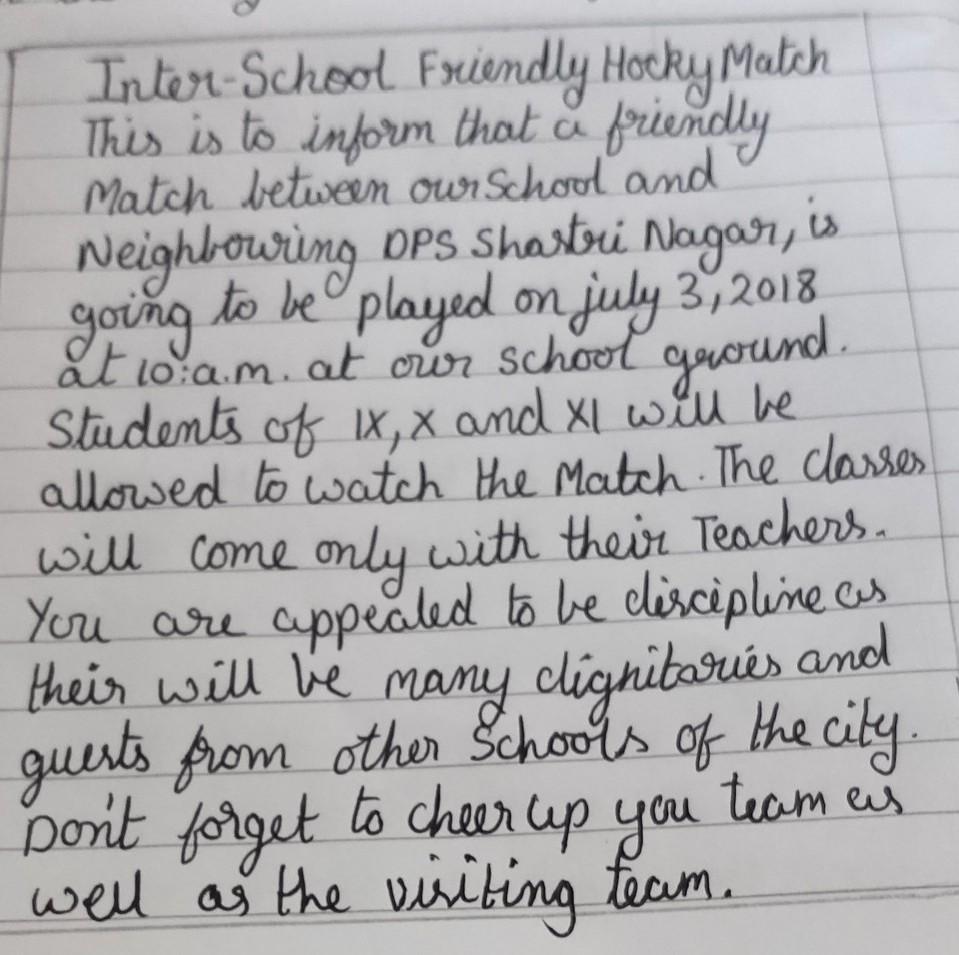 Inter-School Friendly Hocky Match
This is to inform that a friendly
Match between our School and
Neighbouring DPS Shastri Nagar, is
going to be played on july 3, 2018
at 10:a.m. at our school ground.
Students of IX, X and XI will be
allowed to watch the Match. The classes
will come only with their Teachers.
You are appealed to be discipline as
their will be many dignitaries and
guests from other Schools of the city.
Don't forget to cheer up you team as
well as the visiting team.